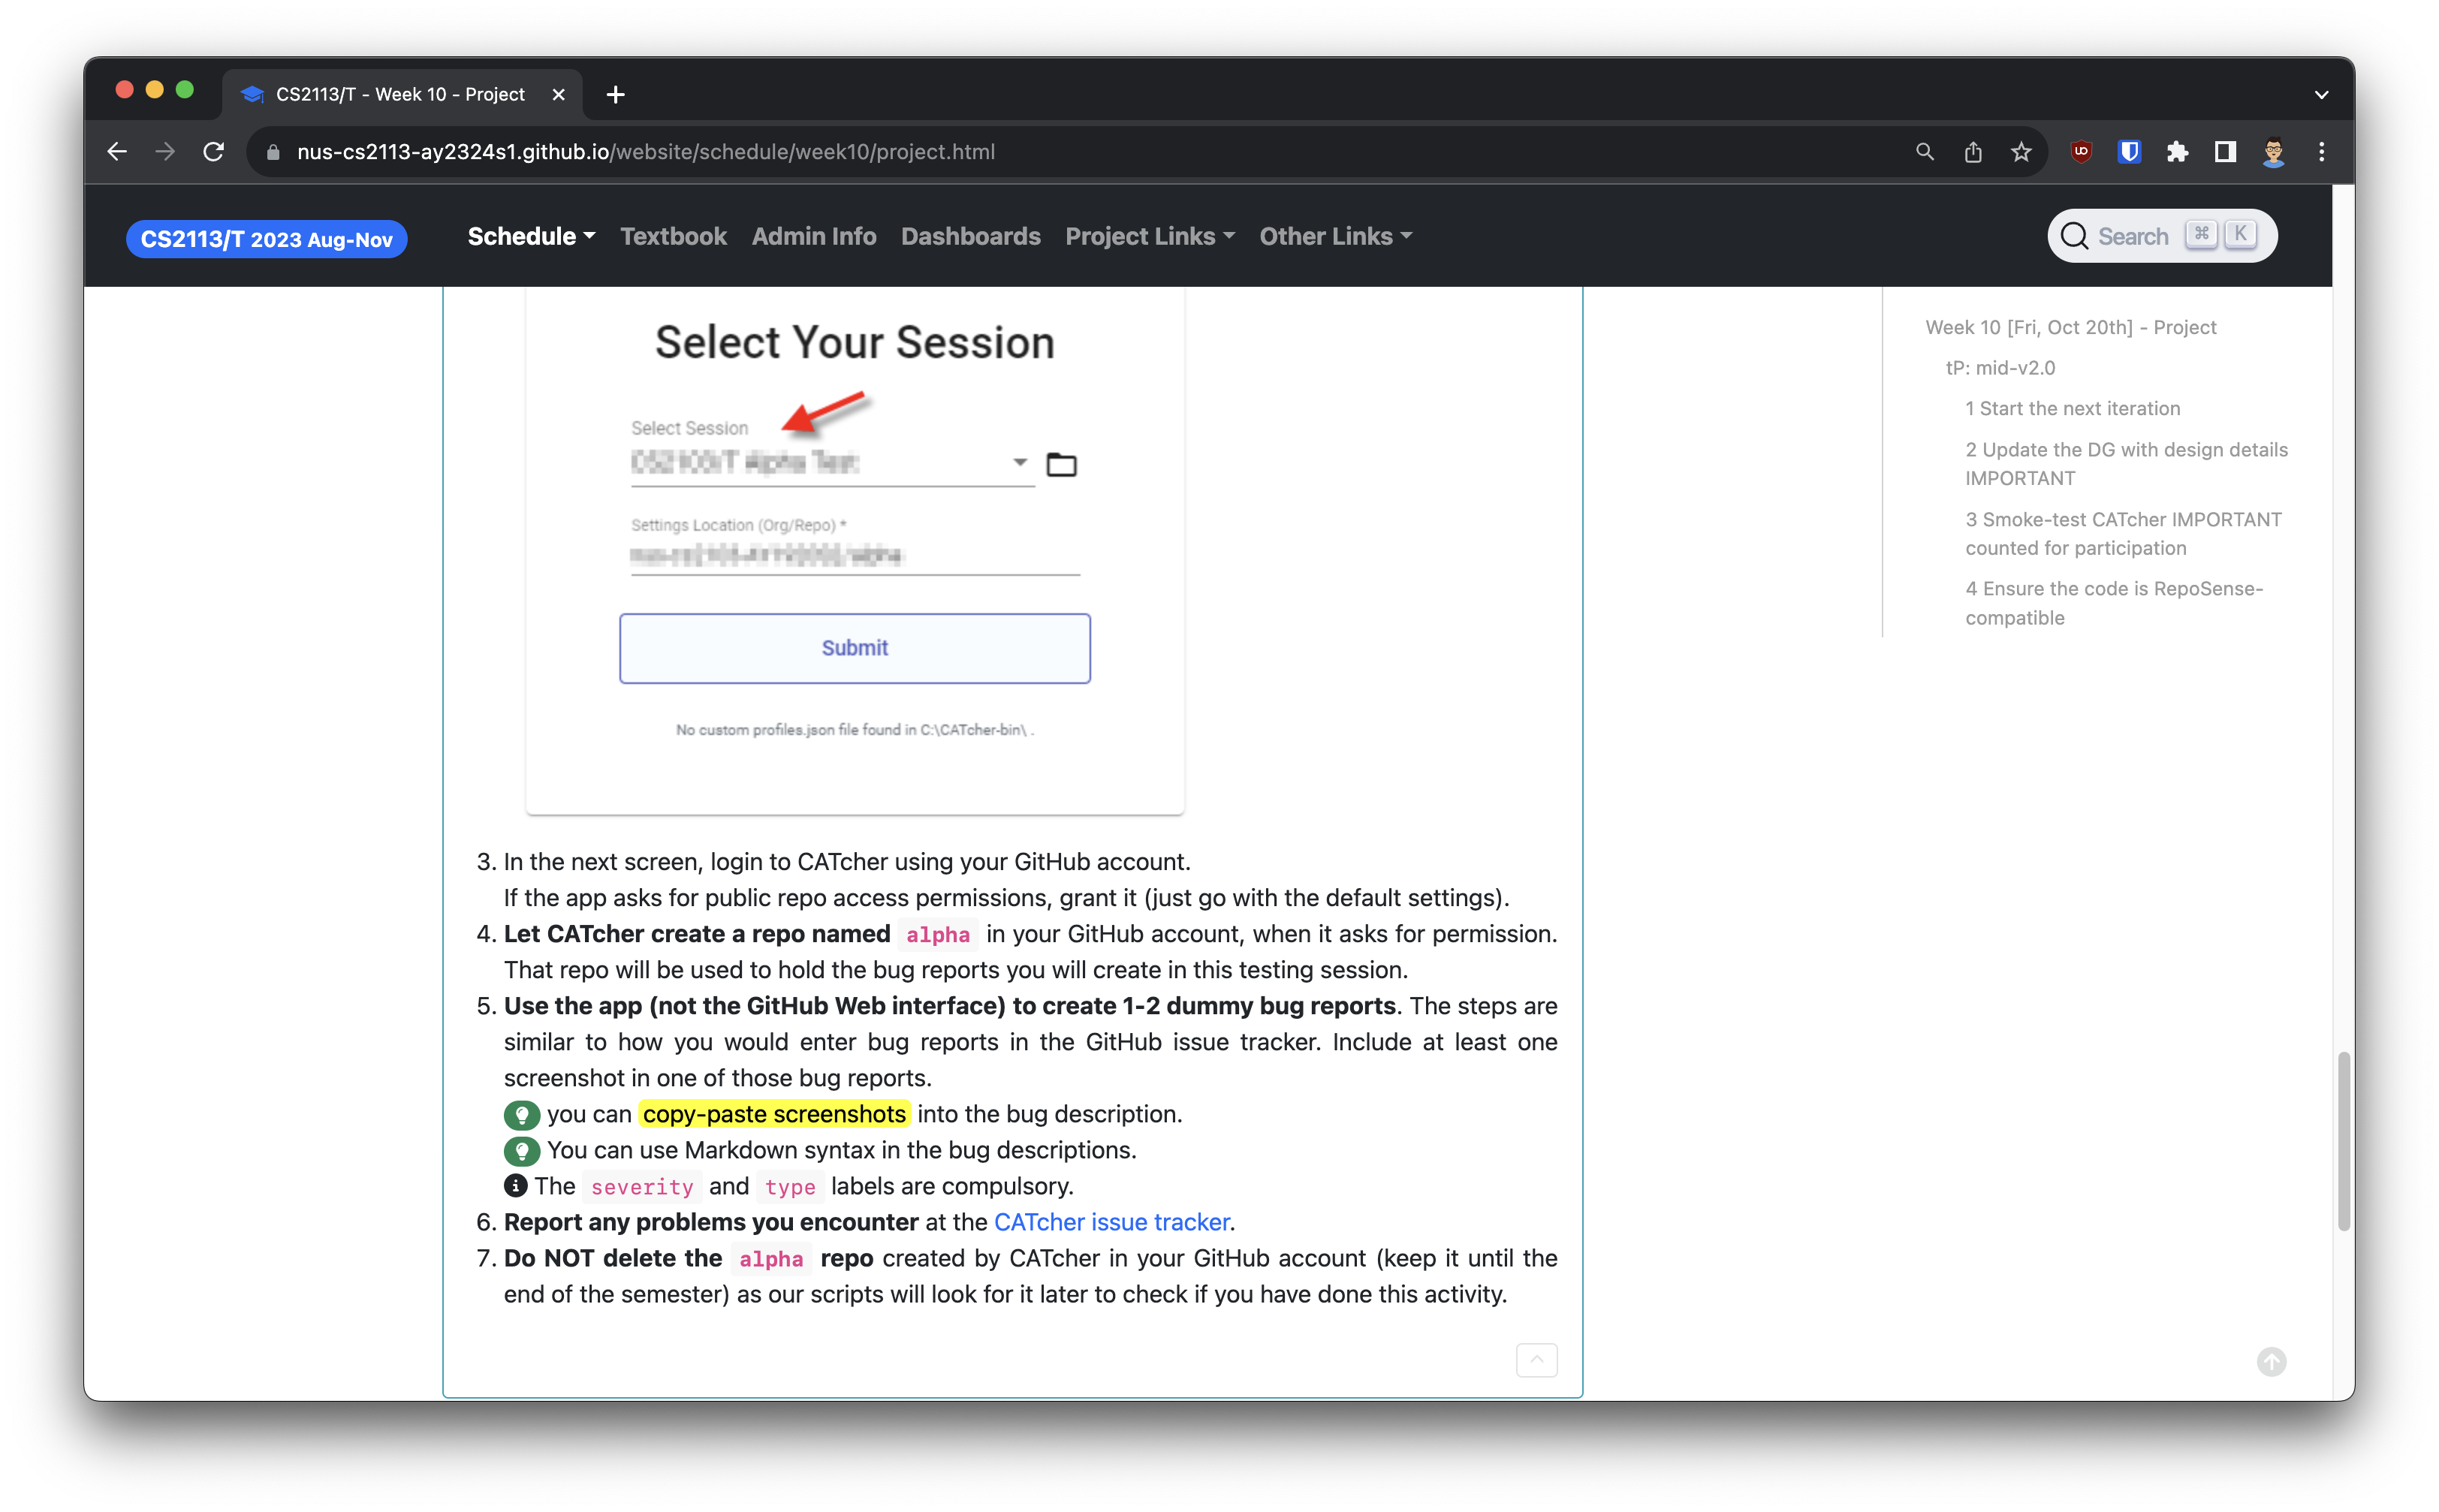 CS2113/T - Week 10 - Project
nus-cs2113-ay2324s1.github.io/website/schedule/week10/project.html
CS2113/T 2023 Aug-Nov
Schedule
Textbook
Admin Info
Dashboards
Project Links
Other Links
Search ⌘ K
Select Your Session
Select Session
Settings Location (Org/Repo) *
Submit
No custom profiles.json file found in C:\CATcher-bin\ .
3. In the next screen, login to CATcher using your GitHub account.
If the app asks for public repo access permissions, grant it (just go with the default settings).
4. Let CATcher create a repo named alpha in your GitHub account, when it asks for permission.
That repo will be used to hold the bug reports you will create in this testing session.
5. Use the app (not the GitHub Web interface) to create 1-2 dummy bug reports. The steps are
similar to how you would enter bug reports in the GitHub issue tracker. Include at least one
screenshot in one of those bug reports.
you can copy-paste screenshots into the bug description.
You can use Markdown syntax in the bug descriptions.
The severity and type labels are compulsory.
6. Report any problems you encounter at the CATcher issue tracker.
7. Do NOT delete the alpha repo created by CATcher in your GitHub account (keep it until the
end of the semester) as our scripts will look for it later to check if you have done this activity.
Week 10 [Fri, Oct 20th] - Project
tP: mid-v2.0
1 Start the next iteration
2 Update the DG with design details
IMPORTANT
3 Smoke-test CATcher IMPORTANT
counted for participation
4 Ensure the code is RepoSense-
compatible